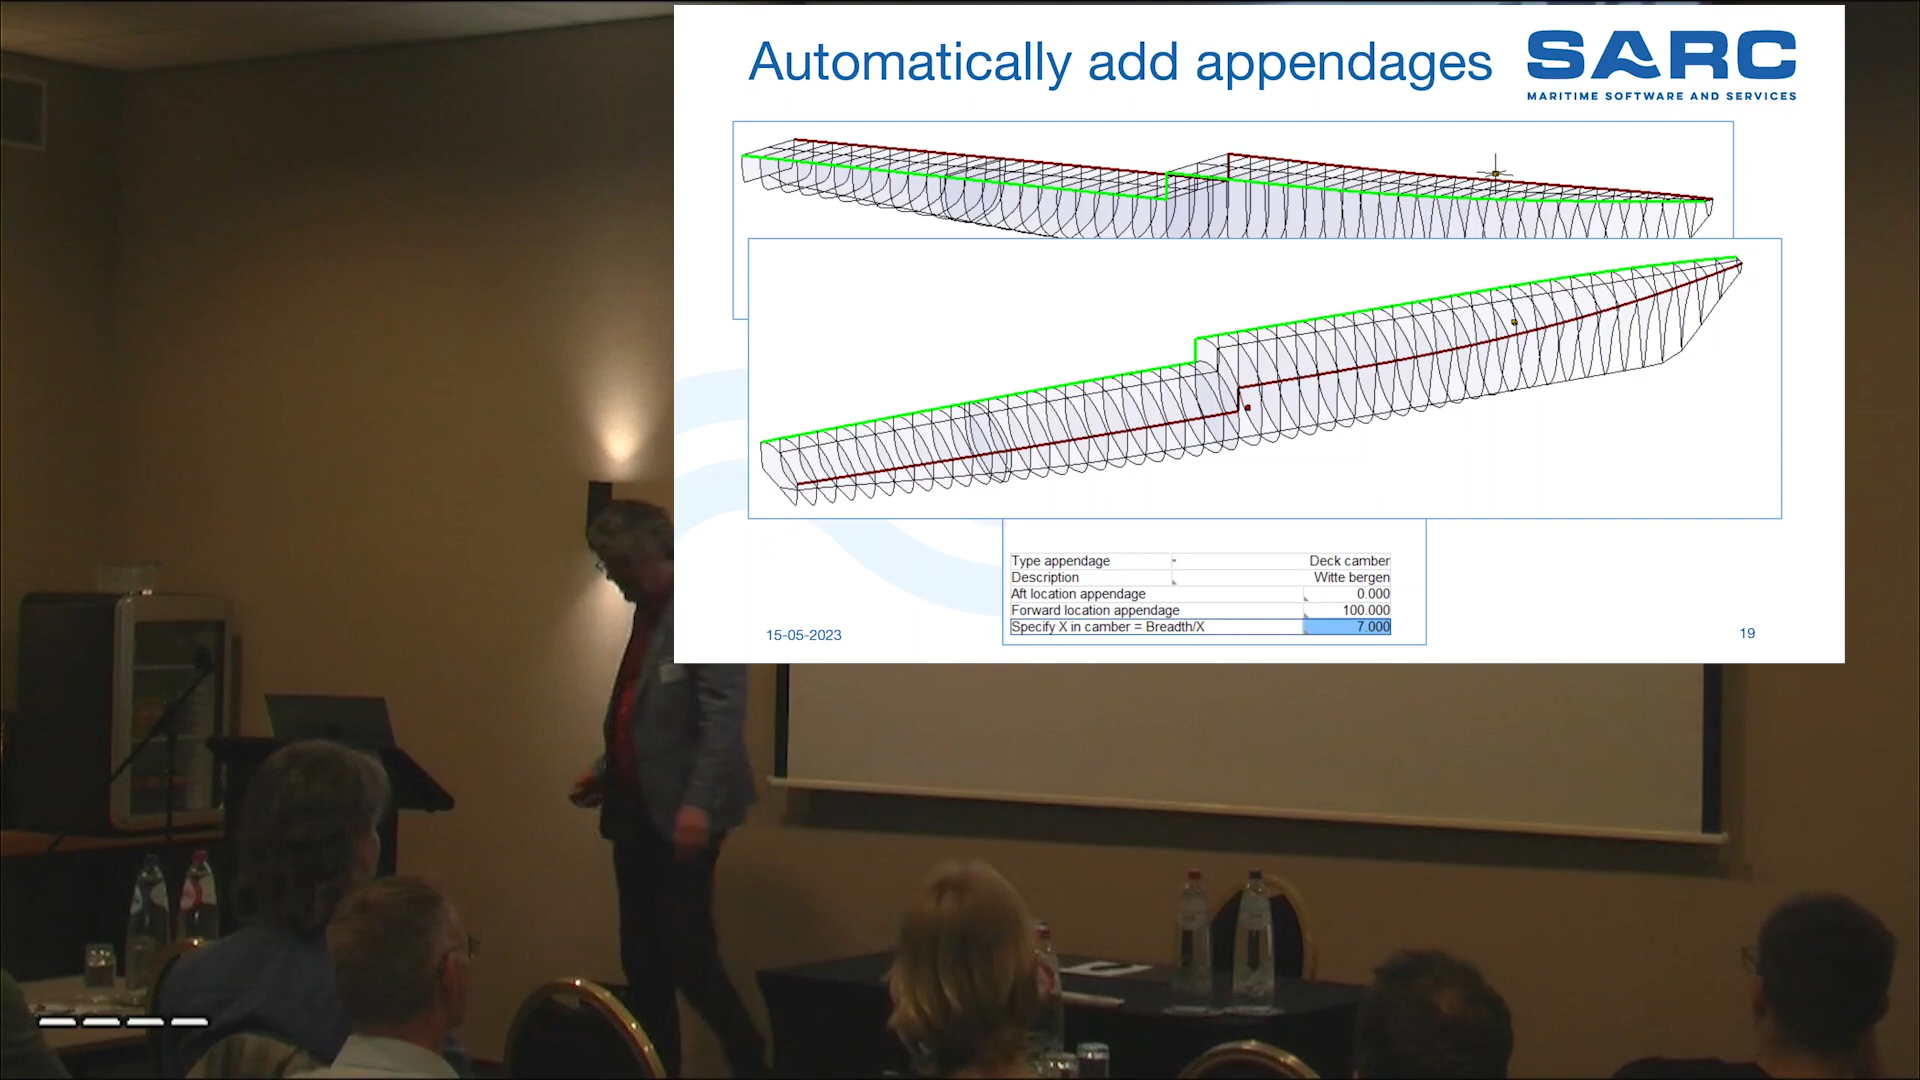 Automatically add appendages
SARC
MARITIME SOFTWARE AND SERVICES
Type appendage Deck camber
Description Witte bergen
Aft location appendage 0.000
Forward location appendage 100.000
Specify X in camber = Breadth/X 7.000
15-05-2023
19